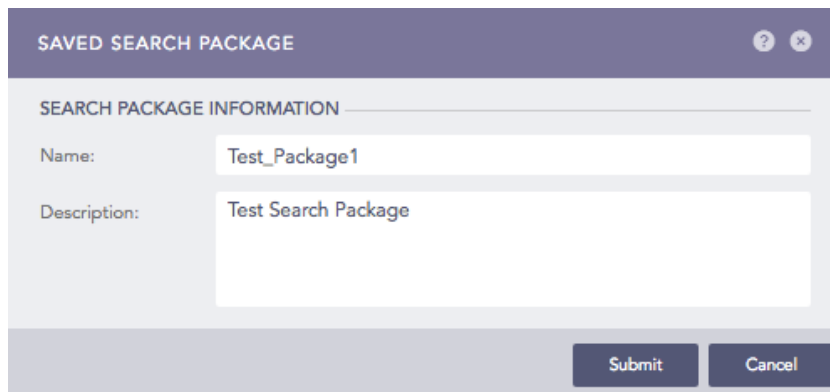 SAVED SEARCH PACKAGE
SEARCH PACKAGE INFORMATION
Name: Test_Package1
Description: Test Search Package
Submit Cancel